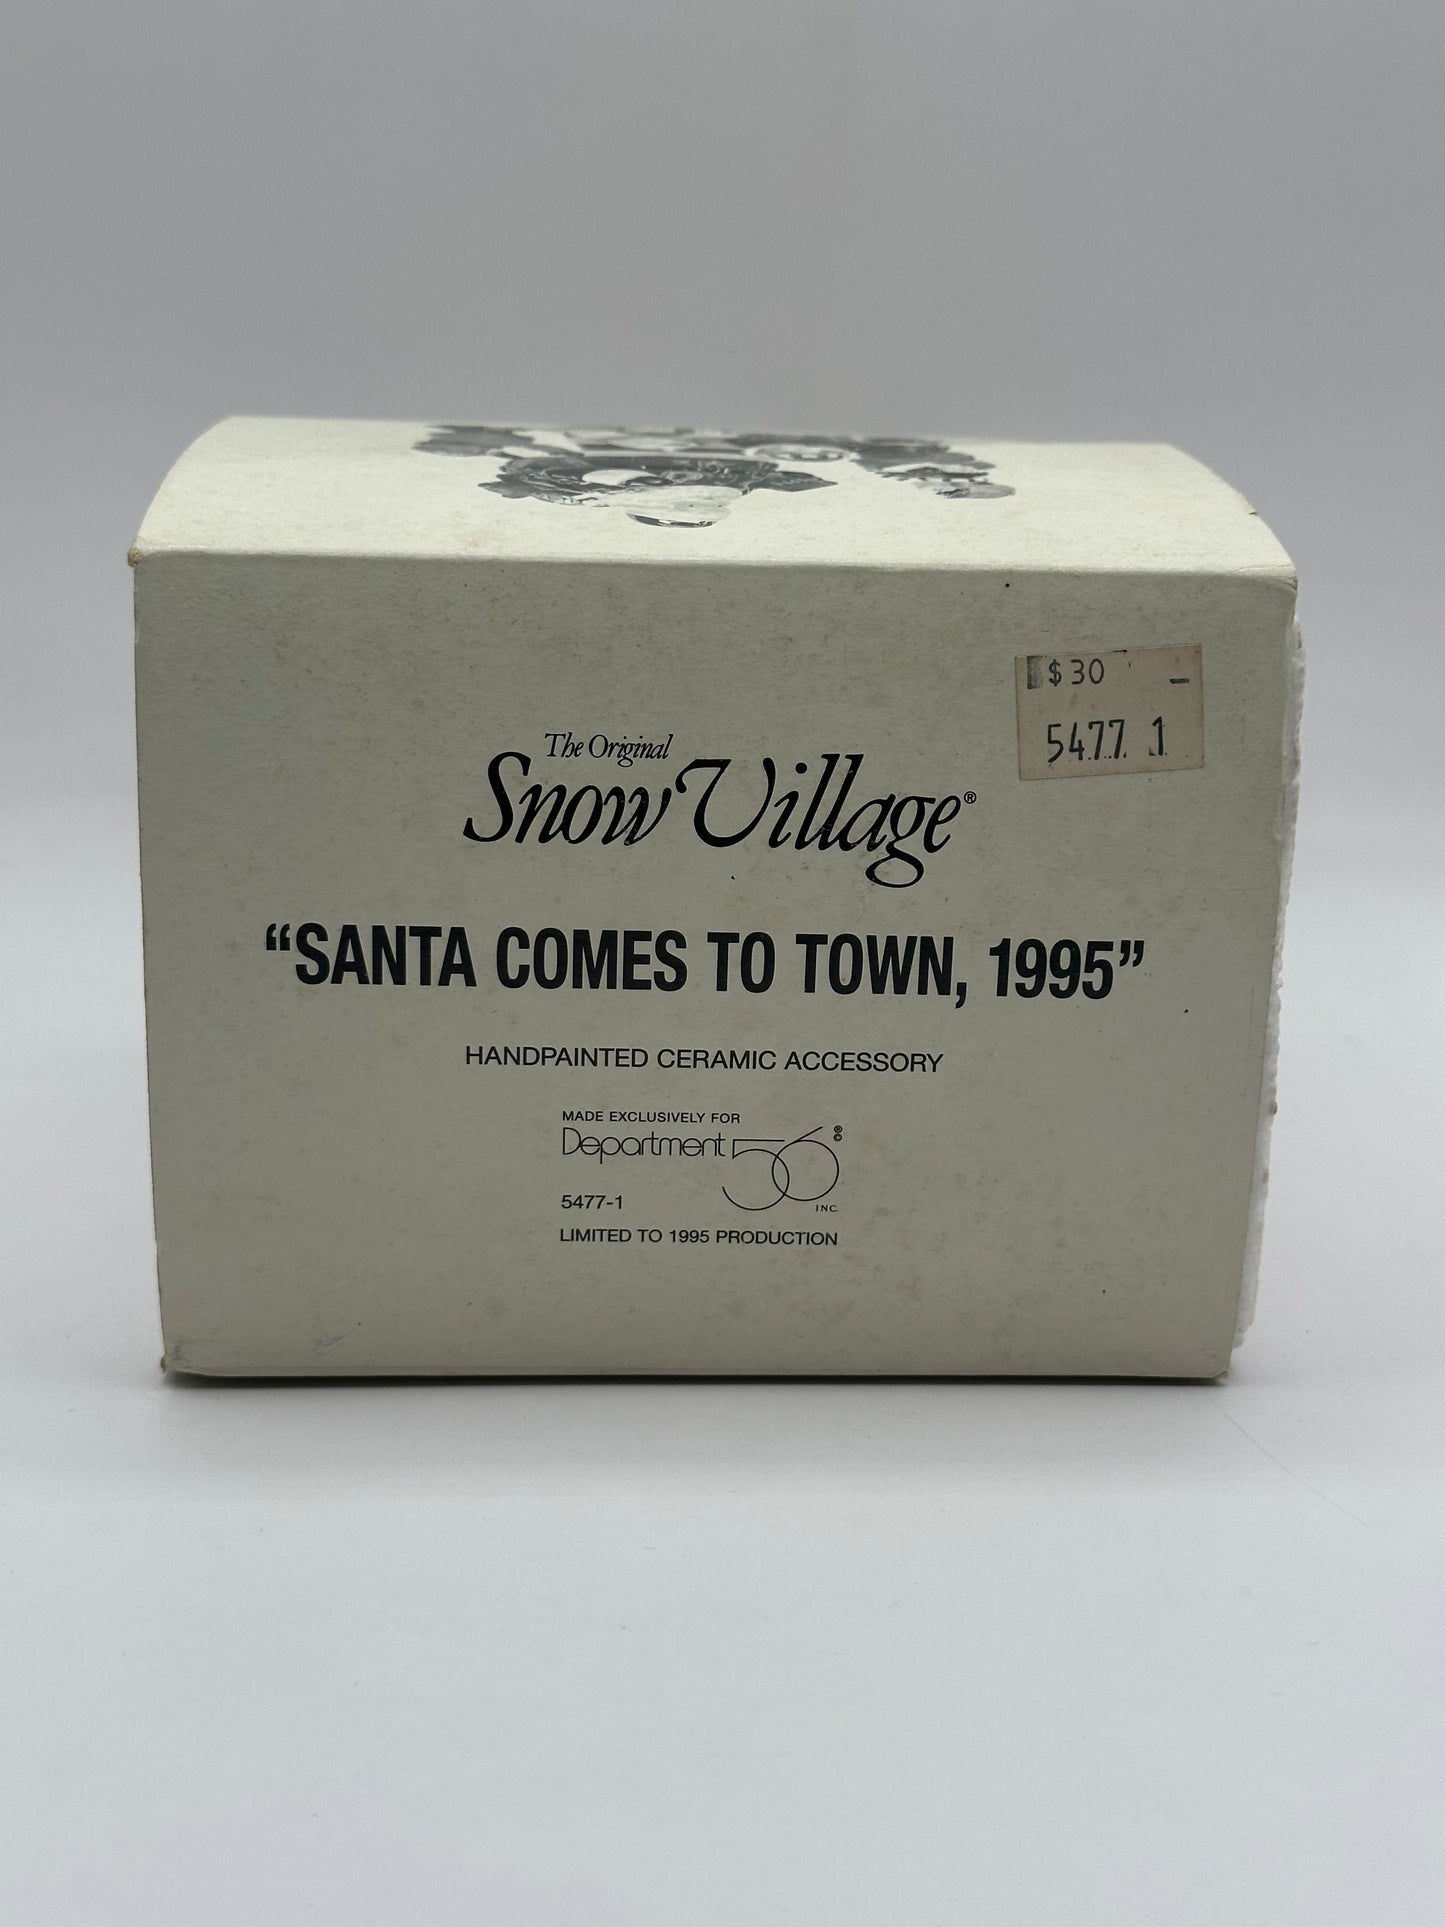 $30 –
5477 1
The Original
Snow Village®
“SANTA COMES TO TOWN, 1995”
HANDPAINTED CERAMIC ACCESSORY
MADE EXCLUSIVELY FOR
Department 56 ®©
5477-1 INC.
LIMITED TO 1995 PRODUCTION